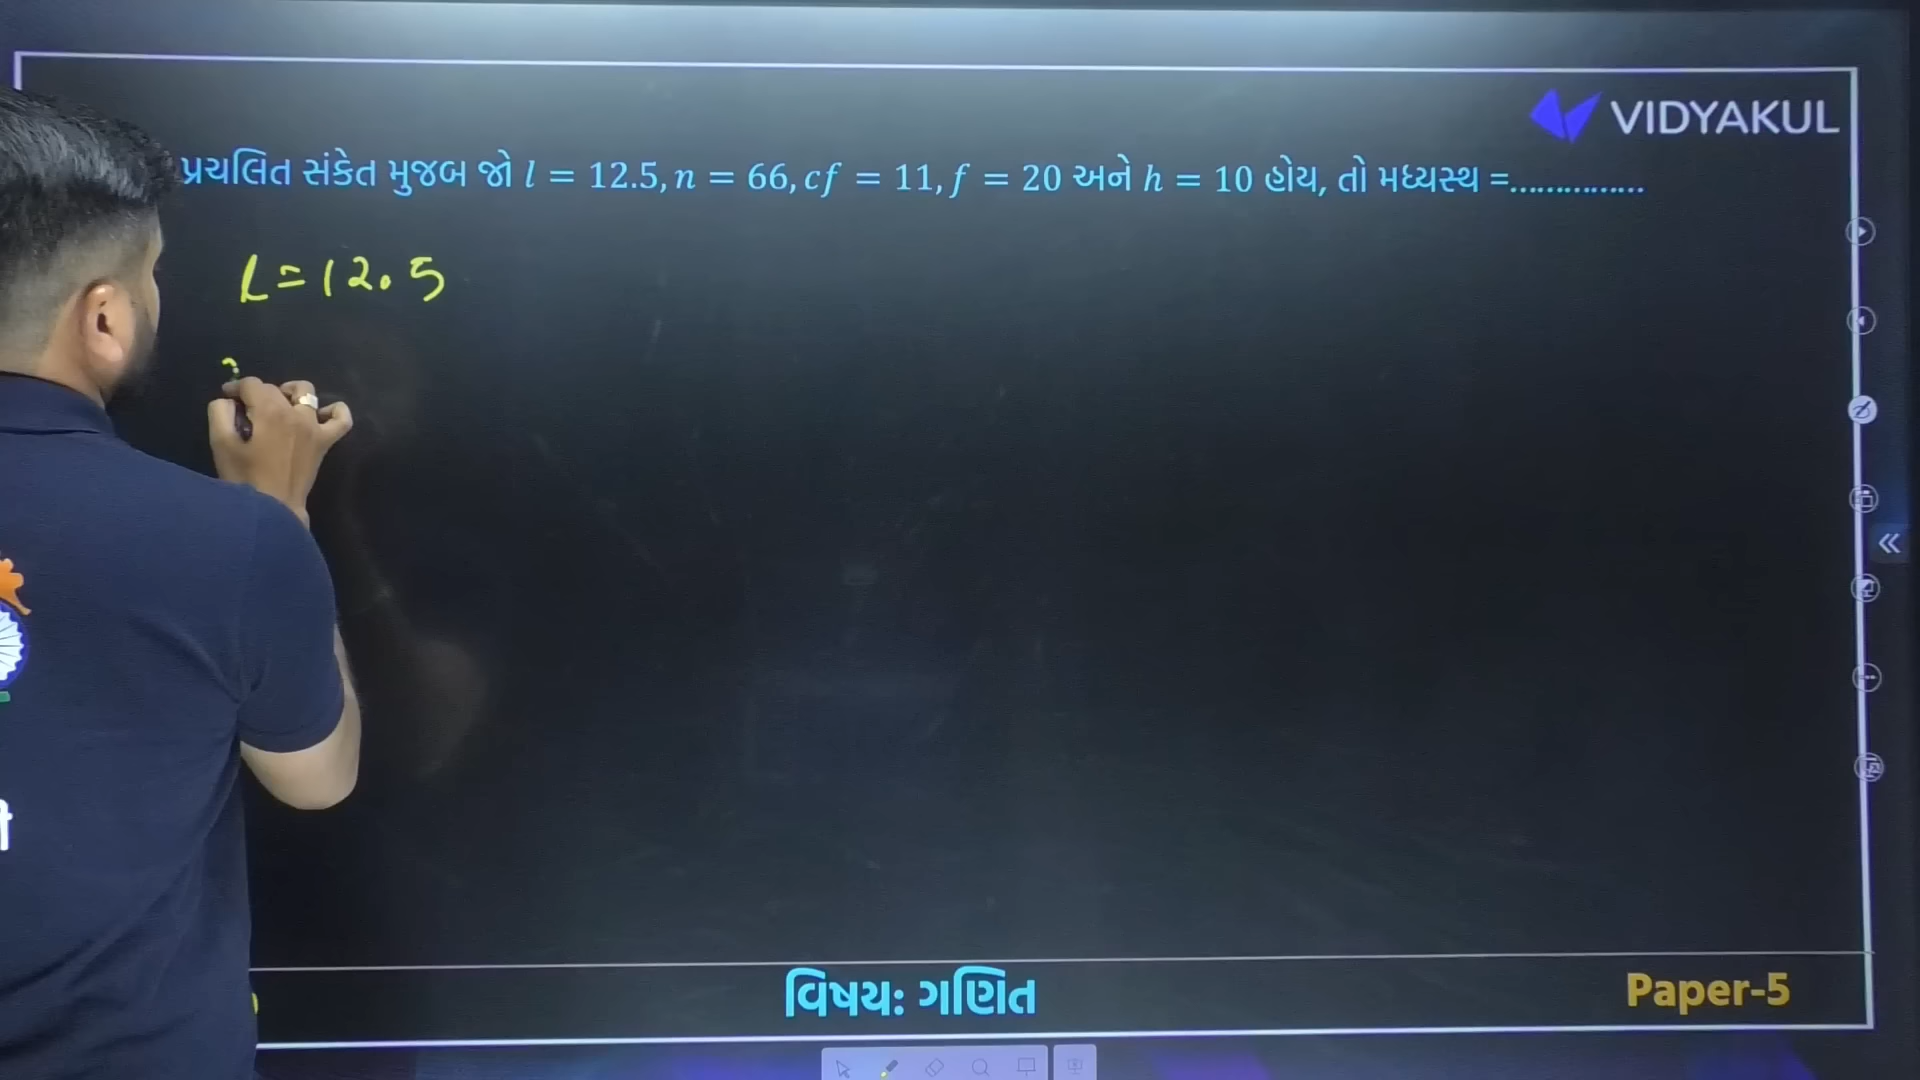 VIDYAKUL
પ્રચલિત સંકેત મુજબ જો l = 12.5, n = 66, cf = 11, f = 20 અને h = 10 હોય, તો મધ્યસ્થ =...............
L = 12.5
વિષય: ગણિત
Paper-5